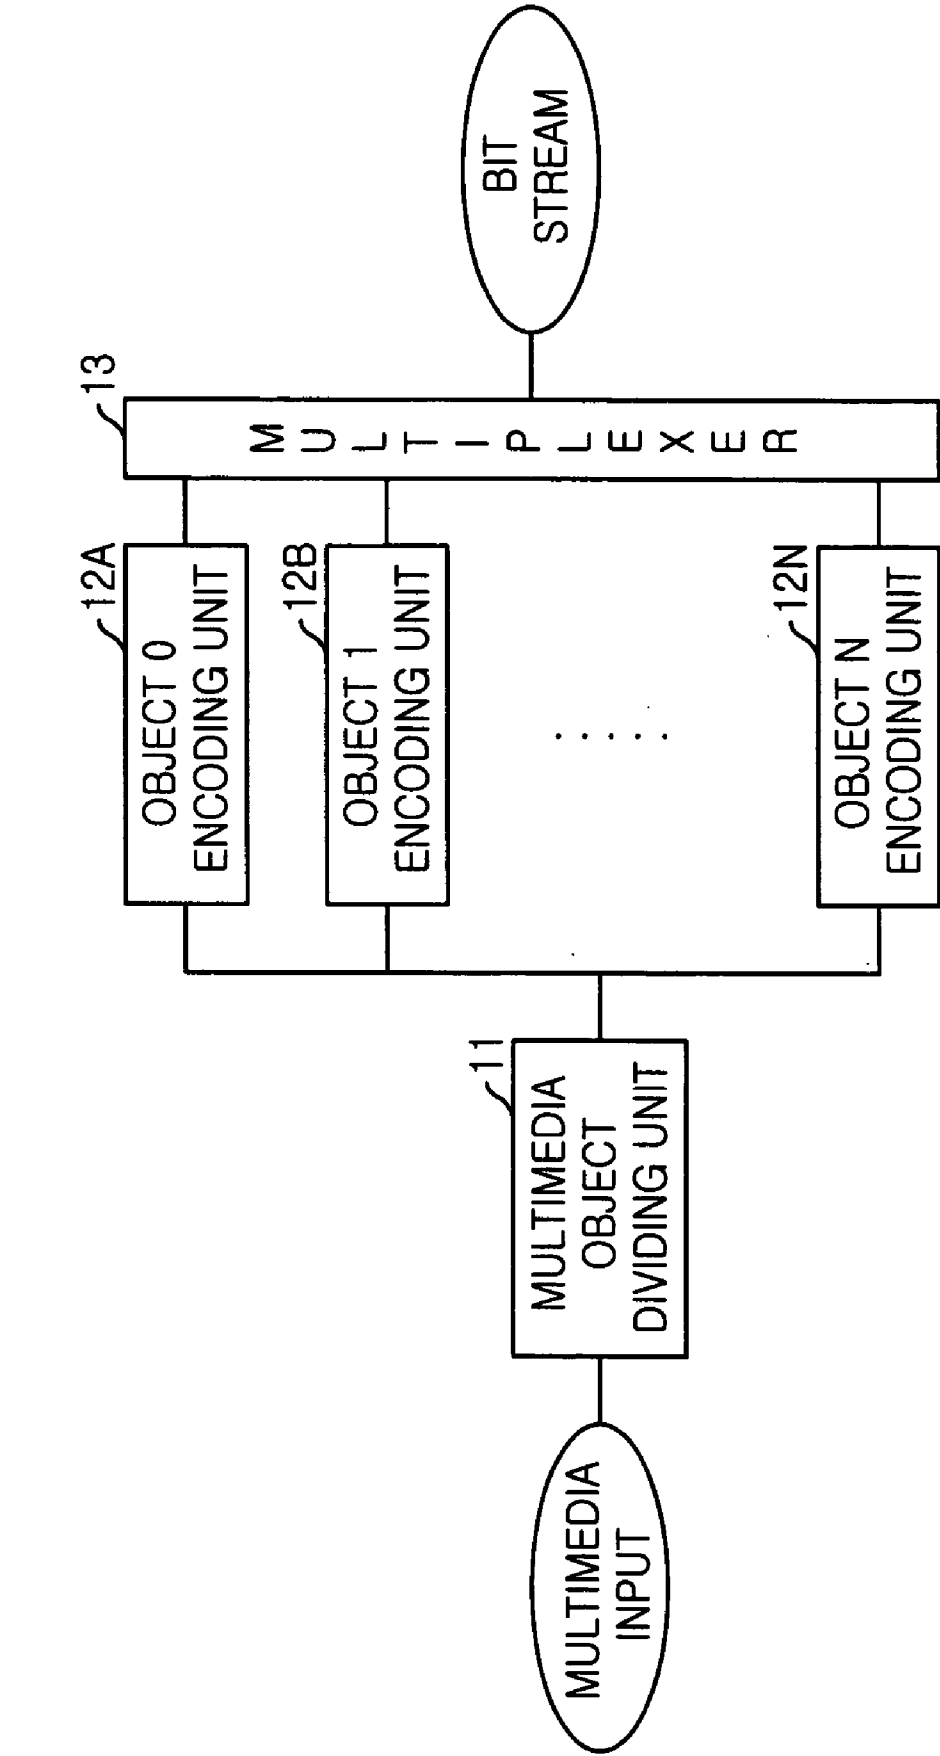 MULTIMEDIA
INPUT
11
MULTIMEDIA
OBJECT
DIVIDING UNIT
12A
OBJECT 0
ENCODING UNIT
12B
OBJECT 1
ENCODING UNIT
.....
12N
OBJECT N
ENCODING UNIT
13
MULTIPLEXER
BIT
STREAM